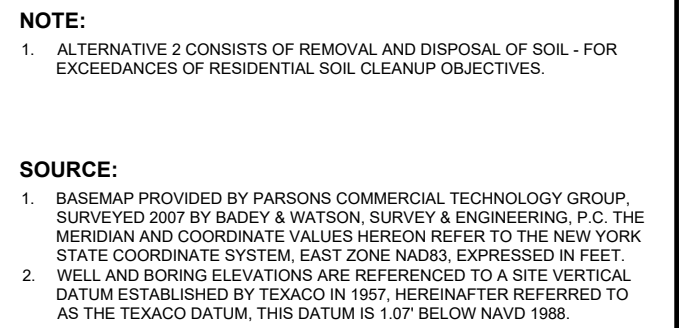 NOTE:
1. ALTERNATIVE 2 CONSISTS OF REMOVAL AND DISPOSAL OF SOIL - FOR
EXCEEDANCES OF RESIDENTIAL SOIL CLEANUP OBJECTIVES.
SOURCE:
1. BASEMAP PROVIDED BY PARSONS COMMERCIAL TECHNOLOGY GROUP,
SURVEYED 2007 BY BADEY & WATSON, SURVEY & ENGINEERING, P.C. THE
MERIDIAN AND COORDINATE VALUES HEREON REFER TO THE NEW YORK
STATE COORDINATE SYSTEM, EAST ZONE NAD83, EXPRESSED IN FEET.
2. WELL AND BORING ELEVATIONS ARE REFERENCED TO A SITE VERTICAL
DATUM ESTABLISHED BY TEXACO IN 1957, HEREINAFTER REFERRED TO
AS THE TEXACO DATUM, THIS DATUM IS 1.07' BELOW NAVD 1988.